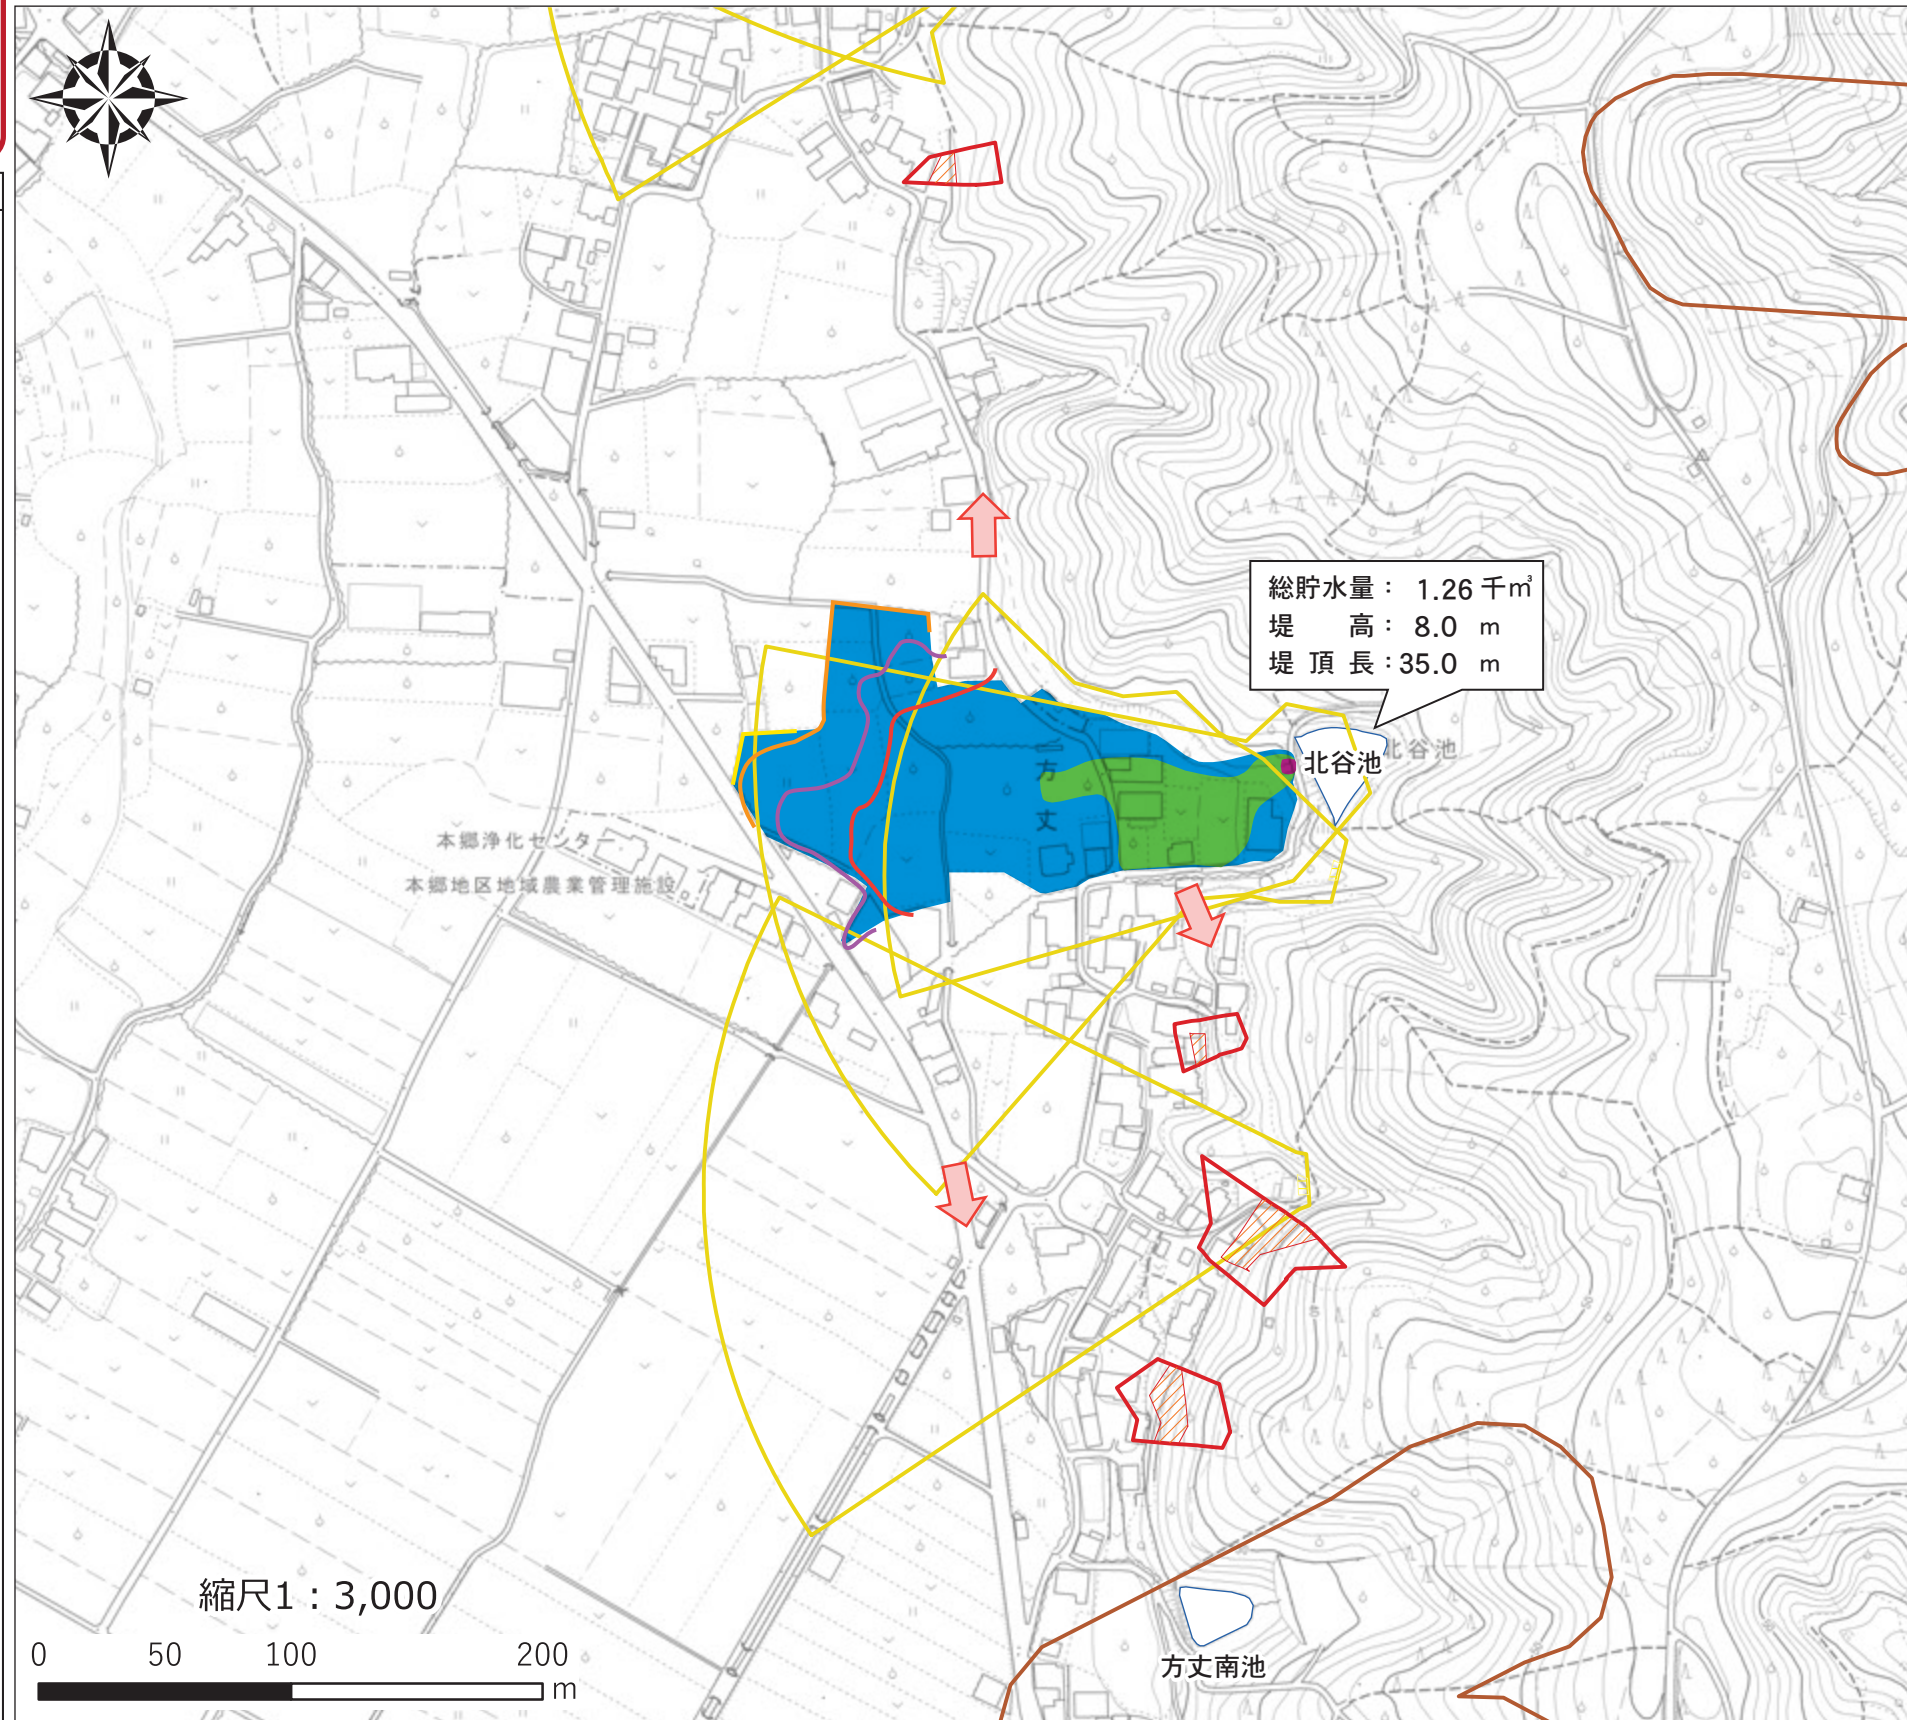 総貯水量： 1.26 千㎥
堤　高： 8.0 m
堤 頂 長：35.0 m
北谷池
北谷池
方
丈
本郷浄化センター
本郷地区地域農業管理施設
方丈南池
縮尺1：3,000
0 50 100 200
m